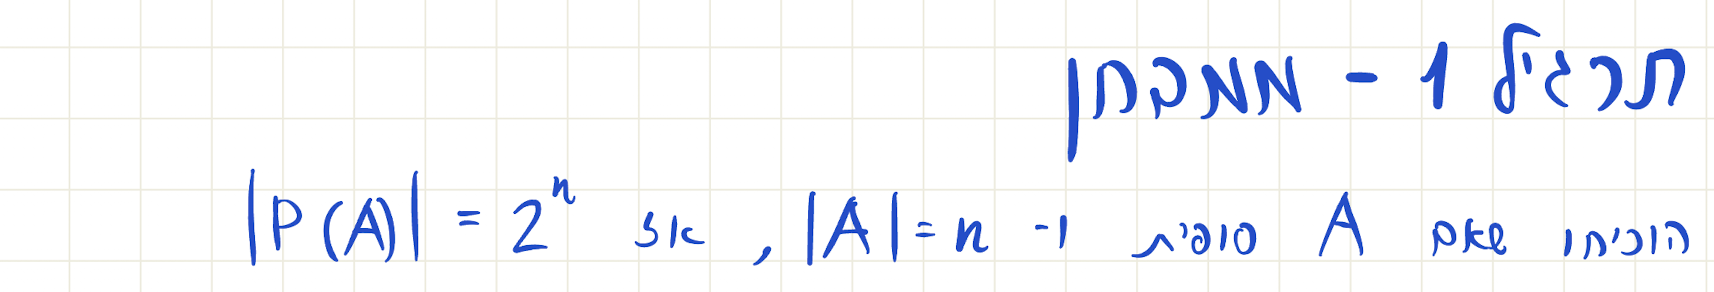 תרגיל 1 - ממבחן
הוכיחו שאם A סופית ו- |A| = n, אז |P(A)| = 2^n